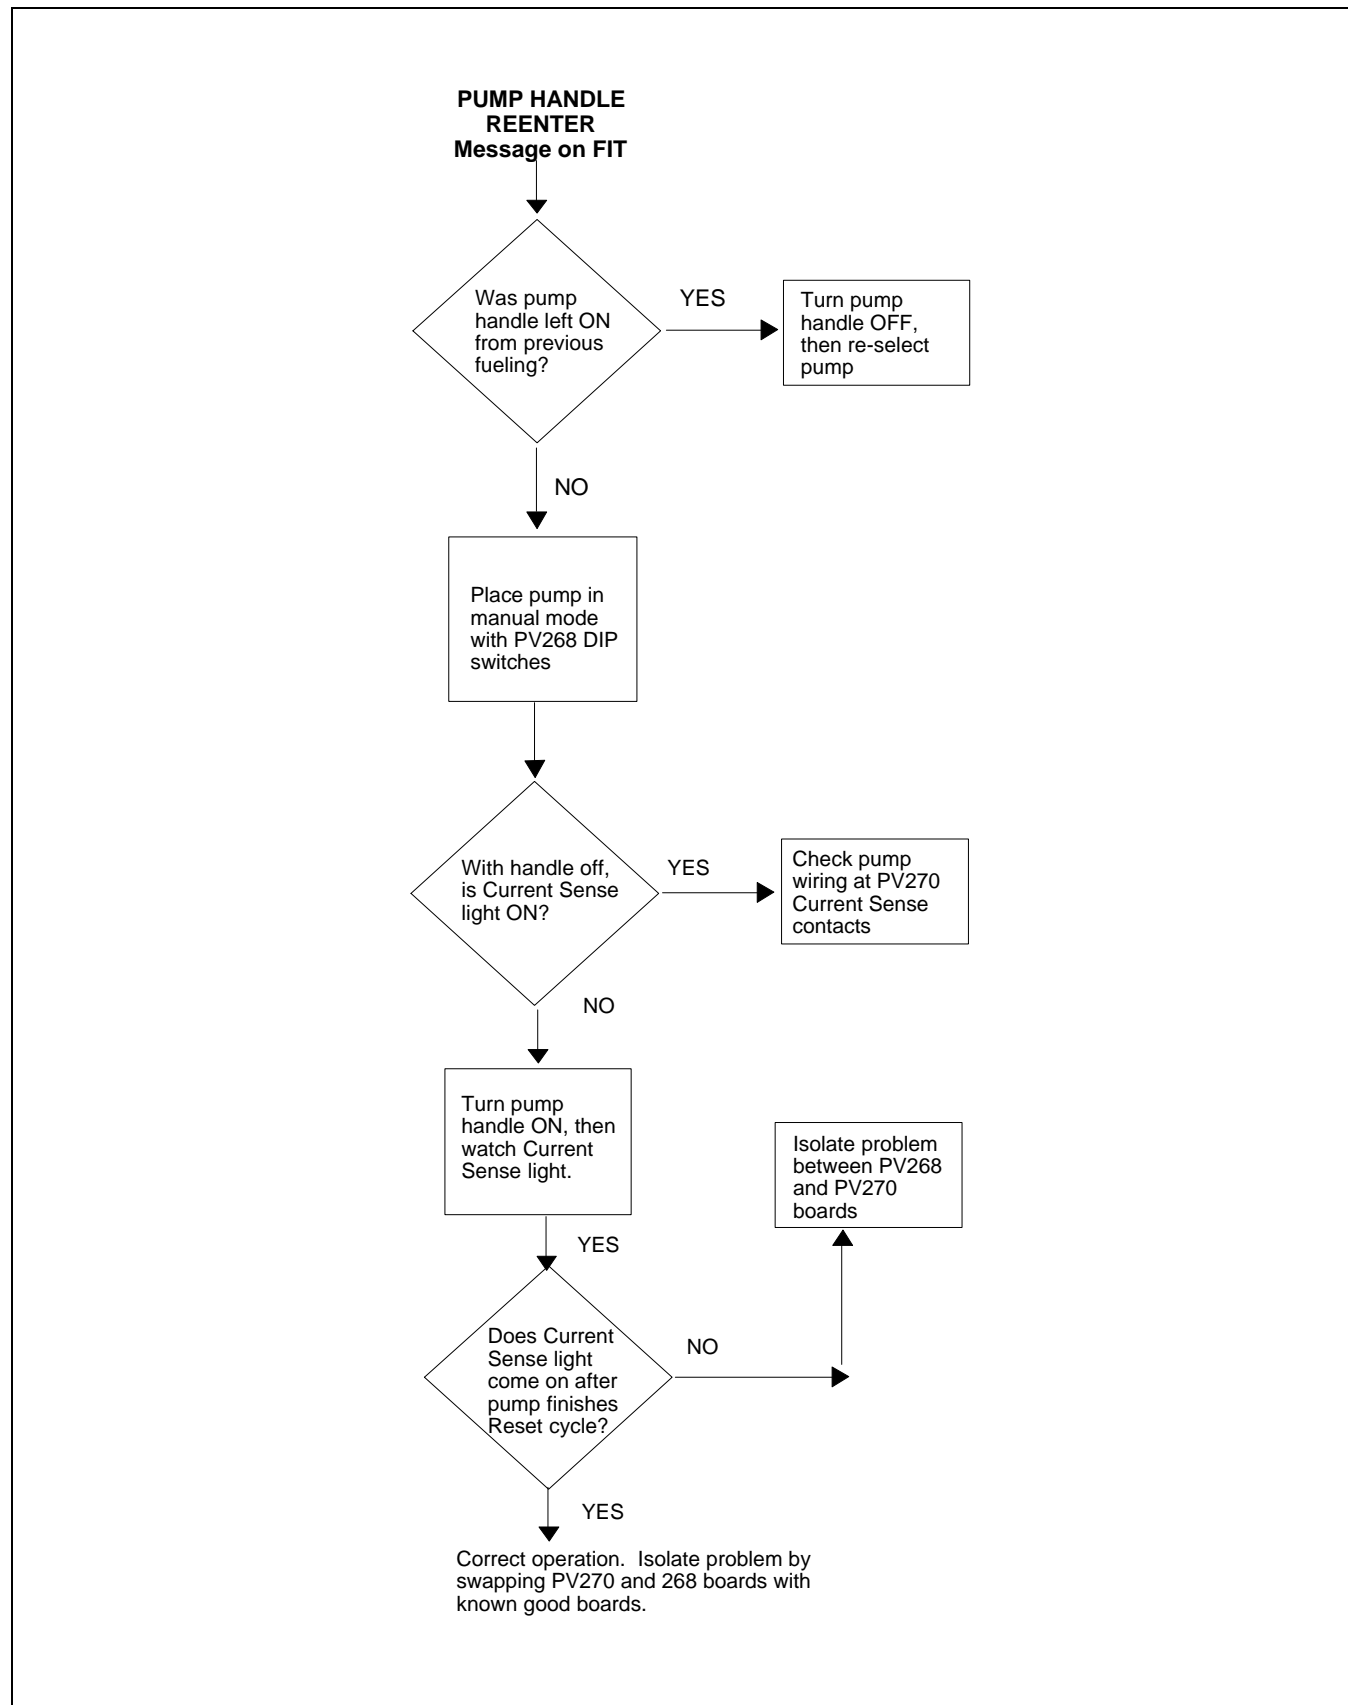 PUMP HANDLE
REENTER
Message on FIT
Was pump
handle left ON
from previous
fueling?
YES
Turn pump
handle OFF,
then re-select
pump
NO
Place pump in
manual mode
with PV268 DIP
switches
With handle off,
is Current Sense
light ON?
YES
Check pump
wiring at PV270
Current Sense
contacts
NO
Turn pump
handle ON, then
watch Current
Sense light.
Isolate problem
between PV268
and PV270
boards
YES
Does Current
Sense light
come on after
pump finishes
Reset cycle?
NO
YES
Correct operation.  Isolate problem by
swapping PV270 and 268 boards with
known good boards.